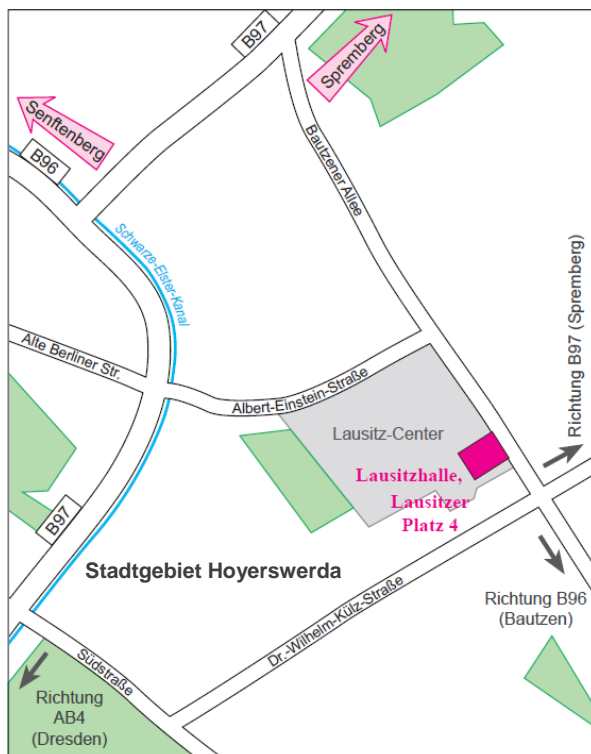 B97
Spremberg
Senftenberg
B96
Bautzener Allee
Schwarze-Elster-Kanal
Richtung B97 (Spremberg)
Alte Berliner Str.
Albert-Einstein-Straße
Lausitz-Center
Lausitzhalle,
Lausitzer
Platz 4
B97
Stadtgebiet Hoyerswerda
Richtung B96
(Bautzen)
Dr.-Wilhelm-Külz-Straße
Südstraße
Richtung
AB4
(Dresden)